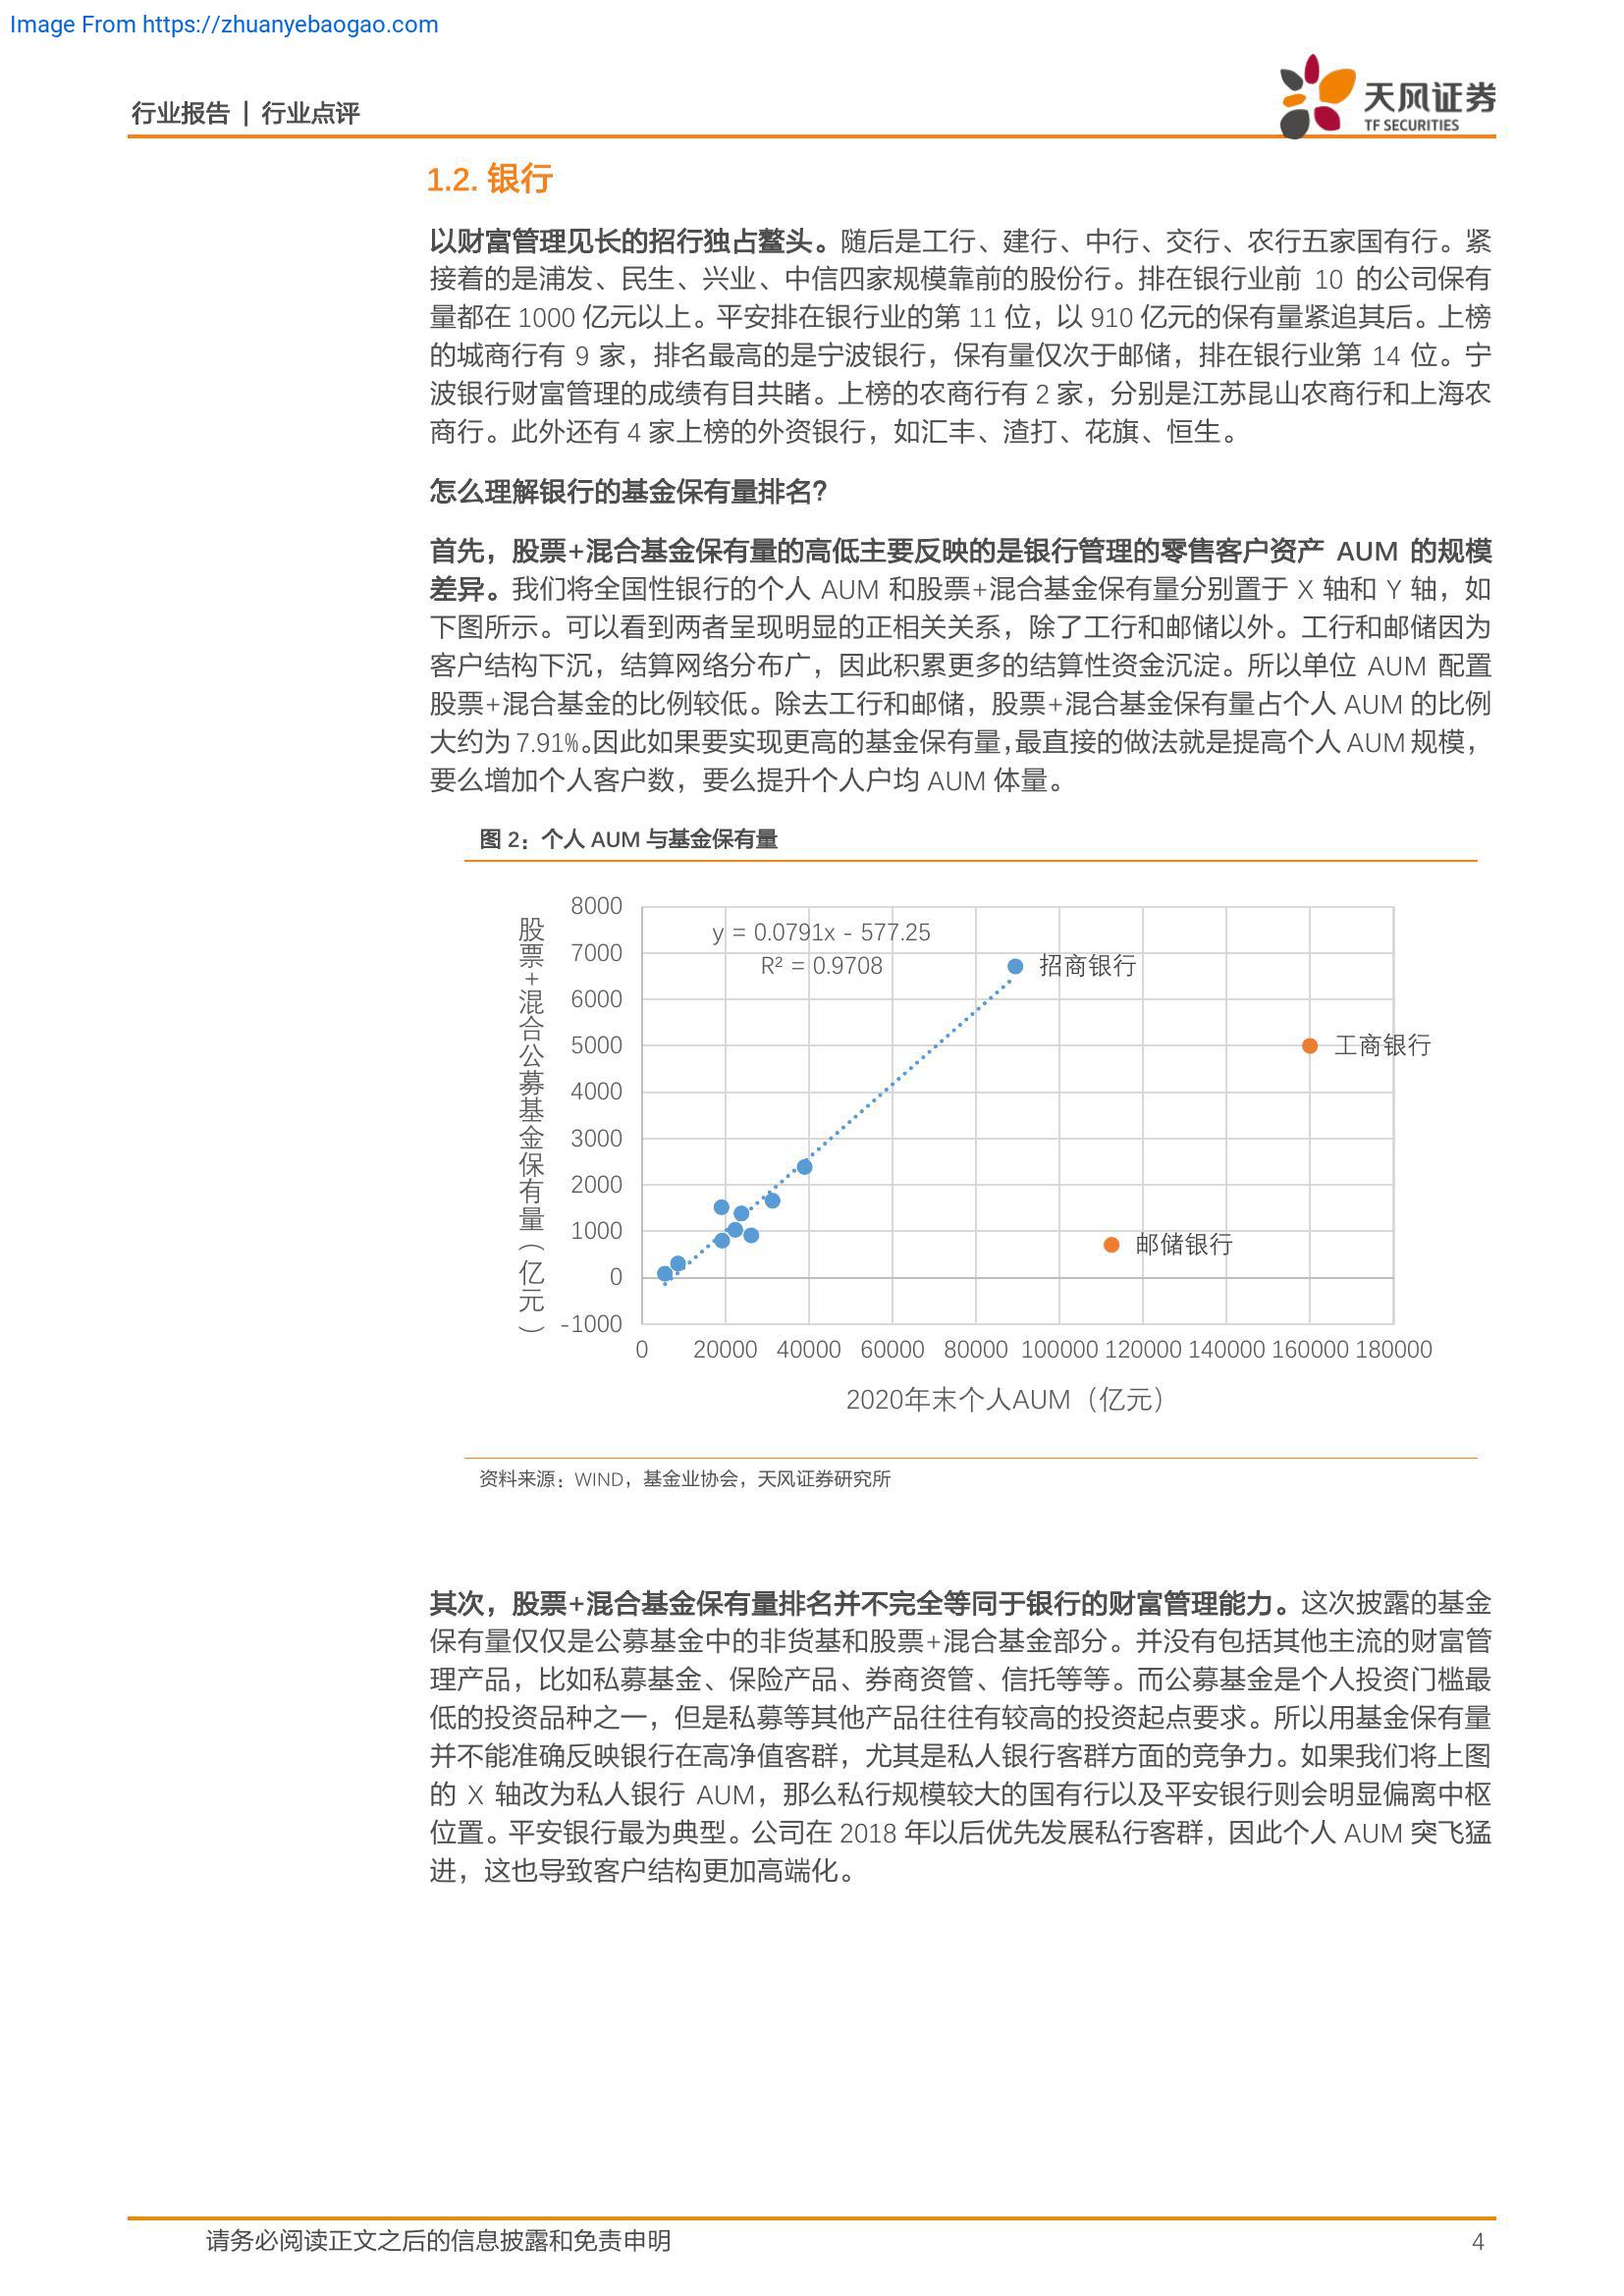 Image From https://zhuanyebaogao.com
行业报告 | 行业点评
天风证券
TF SECURITIES
1.2. 银行
以财富管理见长的招行独占鳌头。随后是工行、建行、中行、交行、农行五家国有行。紧
接着的是浦发、民生、兴业、中信四家规模靠前的股份行。排在银行业前 10 的公司保有
量都在 1000 亿元以上。平安排在银行业的第 11 位，以 910 亿元的保有量紧追其后。上榜
的城商行有 9 家，排名最高的是宁波银行，保有量仅次于邮储，排在银行业第 14 位。宁
波银行财富管理的成绩有目共睹。上榜的农商行有 2 家，分别是江苏昆山农商行和上海农
商行。此外还有 4 家上榜的外资银行，如汇丰、渣打、花旗、恒生。
怎么理解银行的基金保有量排名？
首先，股票+混合基金保有量的高低主要反映的是银行管理的零售客户资产 AUM 的规模
差异。我们将全国性银行的个人 AUM 和股票+混合基金保有量分别置于 X 轴和 Y 轴，如
下图所示。可以看到两者呈现明显的正相关关系，除了工行和邮储以外。工行和邮储因为
客户结构下沉，结算网络分布广，因此积累更多的结算性资金沉淀。所以单位 AUM 配置
股票+混合基金的比例较低。除去工行和邮储，股票+混合基金保有量占个人 AUM 的比例
大约为 7.91%。因此如果要实现更高的基金保有量，最直接的做法就是提高个人 AUM 规模，
要么增加个人客户数，要么提升个人户均 AUM 体量。
图 2：个人 AUM 与基金保有量
股票+混合公募基金保有量（亿元）
8000
7000
6000
5000
4000
3000
2000
1000
0
-1000
y = 0.0791x - 577.25
R² = 0.9708
招商银行
工商银行
邮储银行
0 20000 40000 60000 80000 100000 120000 140000 160000 180000
2020年末个人AUM（亿元）
资料来源：WIND，基金业协会，天风证券研究所
其次，股票+混合基金保有量排名并不完全等同于银行的财富管理能力。这次披露的基金
保有量仅仅是公募基金中的非货基和股票+混合基金部分。并没有包括其他主流的财富管
理产品，比如私募基金、保险产品、券商资管、信托等等。而公募基金是个人投资门槛最
低的投资品种之一，但是私募等其他产品往往有较高的投资起点要求。所以用基金保有量
并不能准确反映银行在高净值客群，尤其是私人银行客群方面的竞争力。如果我们将上图
的 X 轴改为私人银行 AUM，那么私行规模较大的国有行以及平安银行则会明显偏离中枢
位置。平安银行最为典型。公司在 2018 年以后优先发展私行客群，因此个人 AUM 突飞猛
进，这也导致客户结构更加高端化。
请务必阅读正文之后的信息披露和免责申明
4